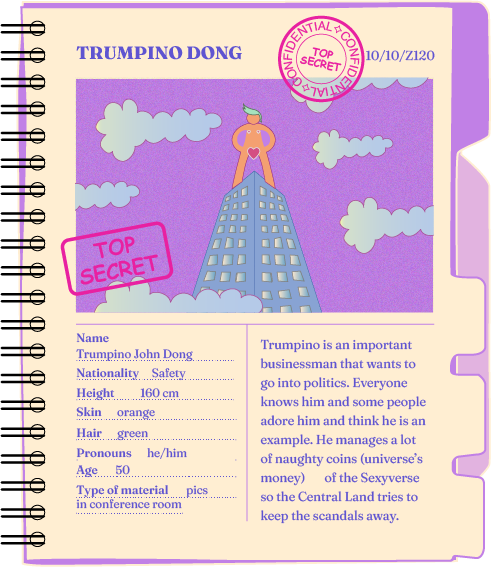 TRUMPINO DONG
CONFIDENTIAL CONFIDENTIAL
TOP
SECRET
10/10/Z120
TOP
SECRET
Name
Trumpino John Dong
Nationality Safety
Height 160 cm
Skin orange
Hair green
Pronouns he/him
Age 50
Type of material pics
in conference room
Trumpino is an important
businessman that wants to
go into politics. Everyone
knows him and some people
adore him and think he is an
example. He manages a lot
of naughty coins (universe’s
money) of the Sexyverse
so the Central Land tries to
keep the scandals away.